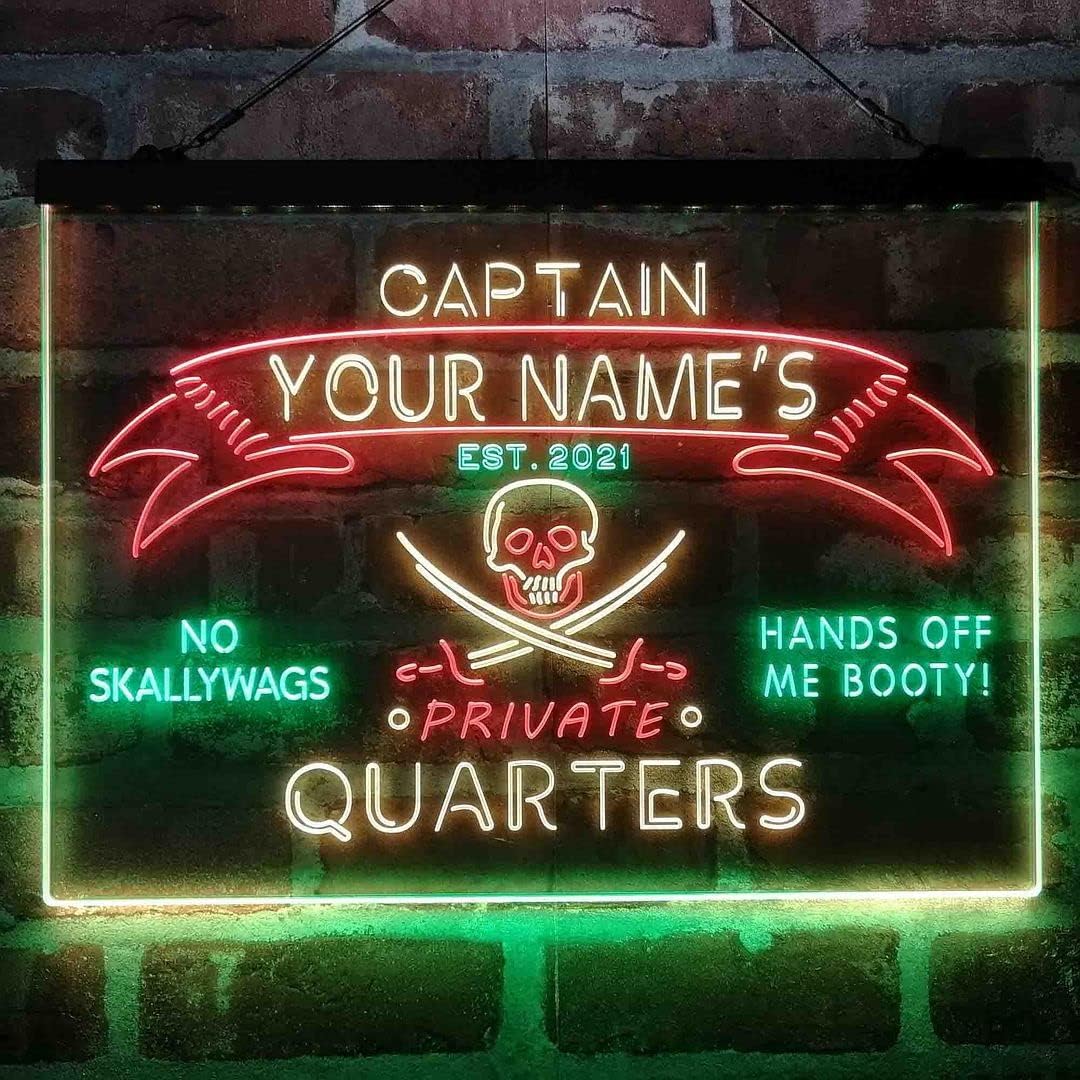 CAPTAIN
YOUR NAME'S
EST. 2021
NO
SKALLYWAGS
HANDS OFF
ME BOOTY!
PRIVATE
QUARTERS